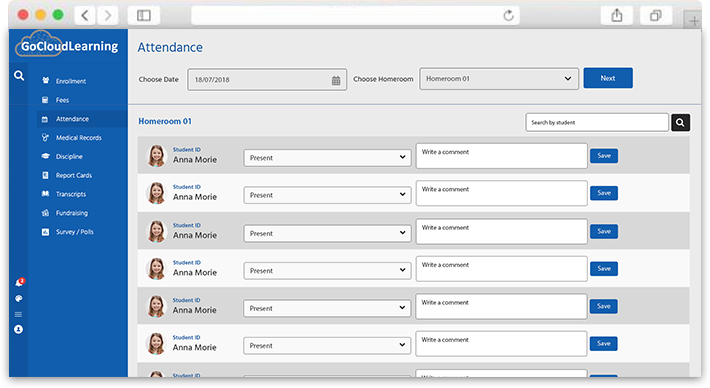 GoCloudLearning
Attendance
Choose Date
18/07/2018
Choose Homeroom
Homeroom 01
Next
Enrollment
Fees
Attendance
Medical Records
Discipline
Report Cards
Transcripts
Fundraising
Survey / Polls
2
Homeroom 01
Search by student
Student ID
Anna Morie
Present
Write a comment
Save
Student ID
Anna Morie
Present
Write a comment
Save
Student ID
Anna Morie
Present
Write a comment
Save
Student ID
Anna Morie
Present
Write a comment
Save
Student ID
Anna Morie
Present
Write a comment
Save
Student ID
Anna Morie
Present
Write a comment
Save
Student ID
Write a comment